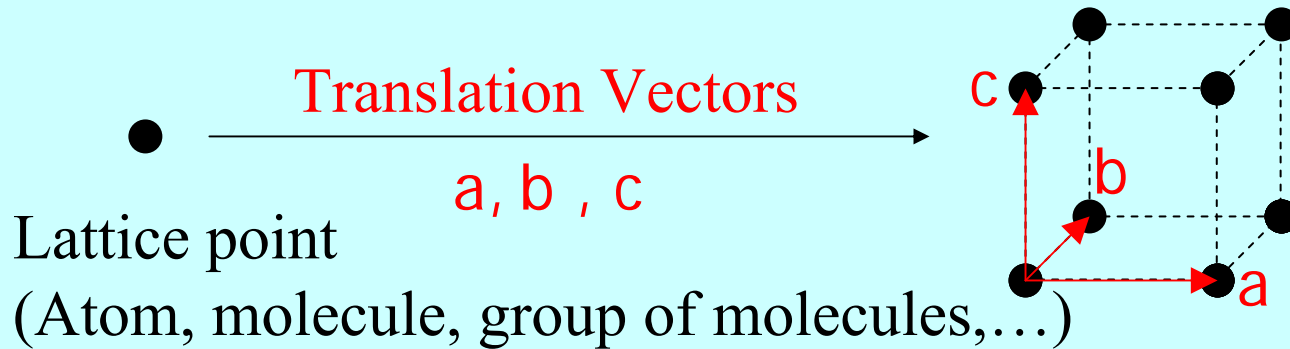 Translation Vectors
a, b , c
Lattice point
(Atom, molecule, group of molecules,…)
c
b
a